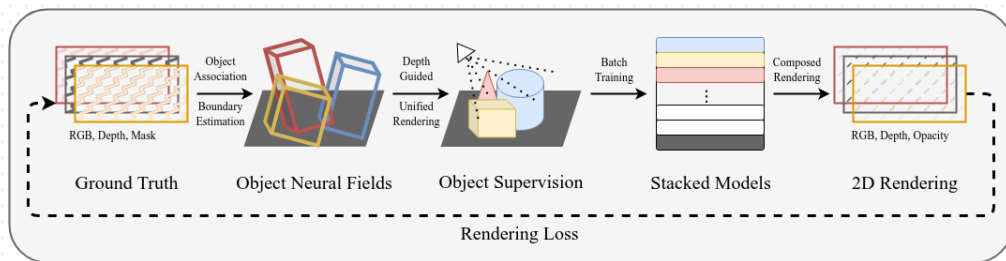 Object
Association
Boundary
Estimation
Depth
Guided
Unified
Rendering
Batch
Training
Composed
Rendering
RGB, Depth, Mask
RGB, Depth, Opacity
Ground Truth
Object Neural Fields
Object Supervision
Stacked Models
2D Rendering
Rendering Loss